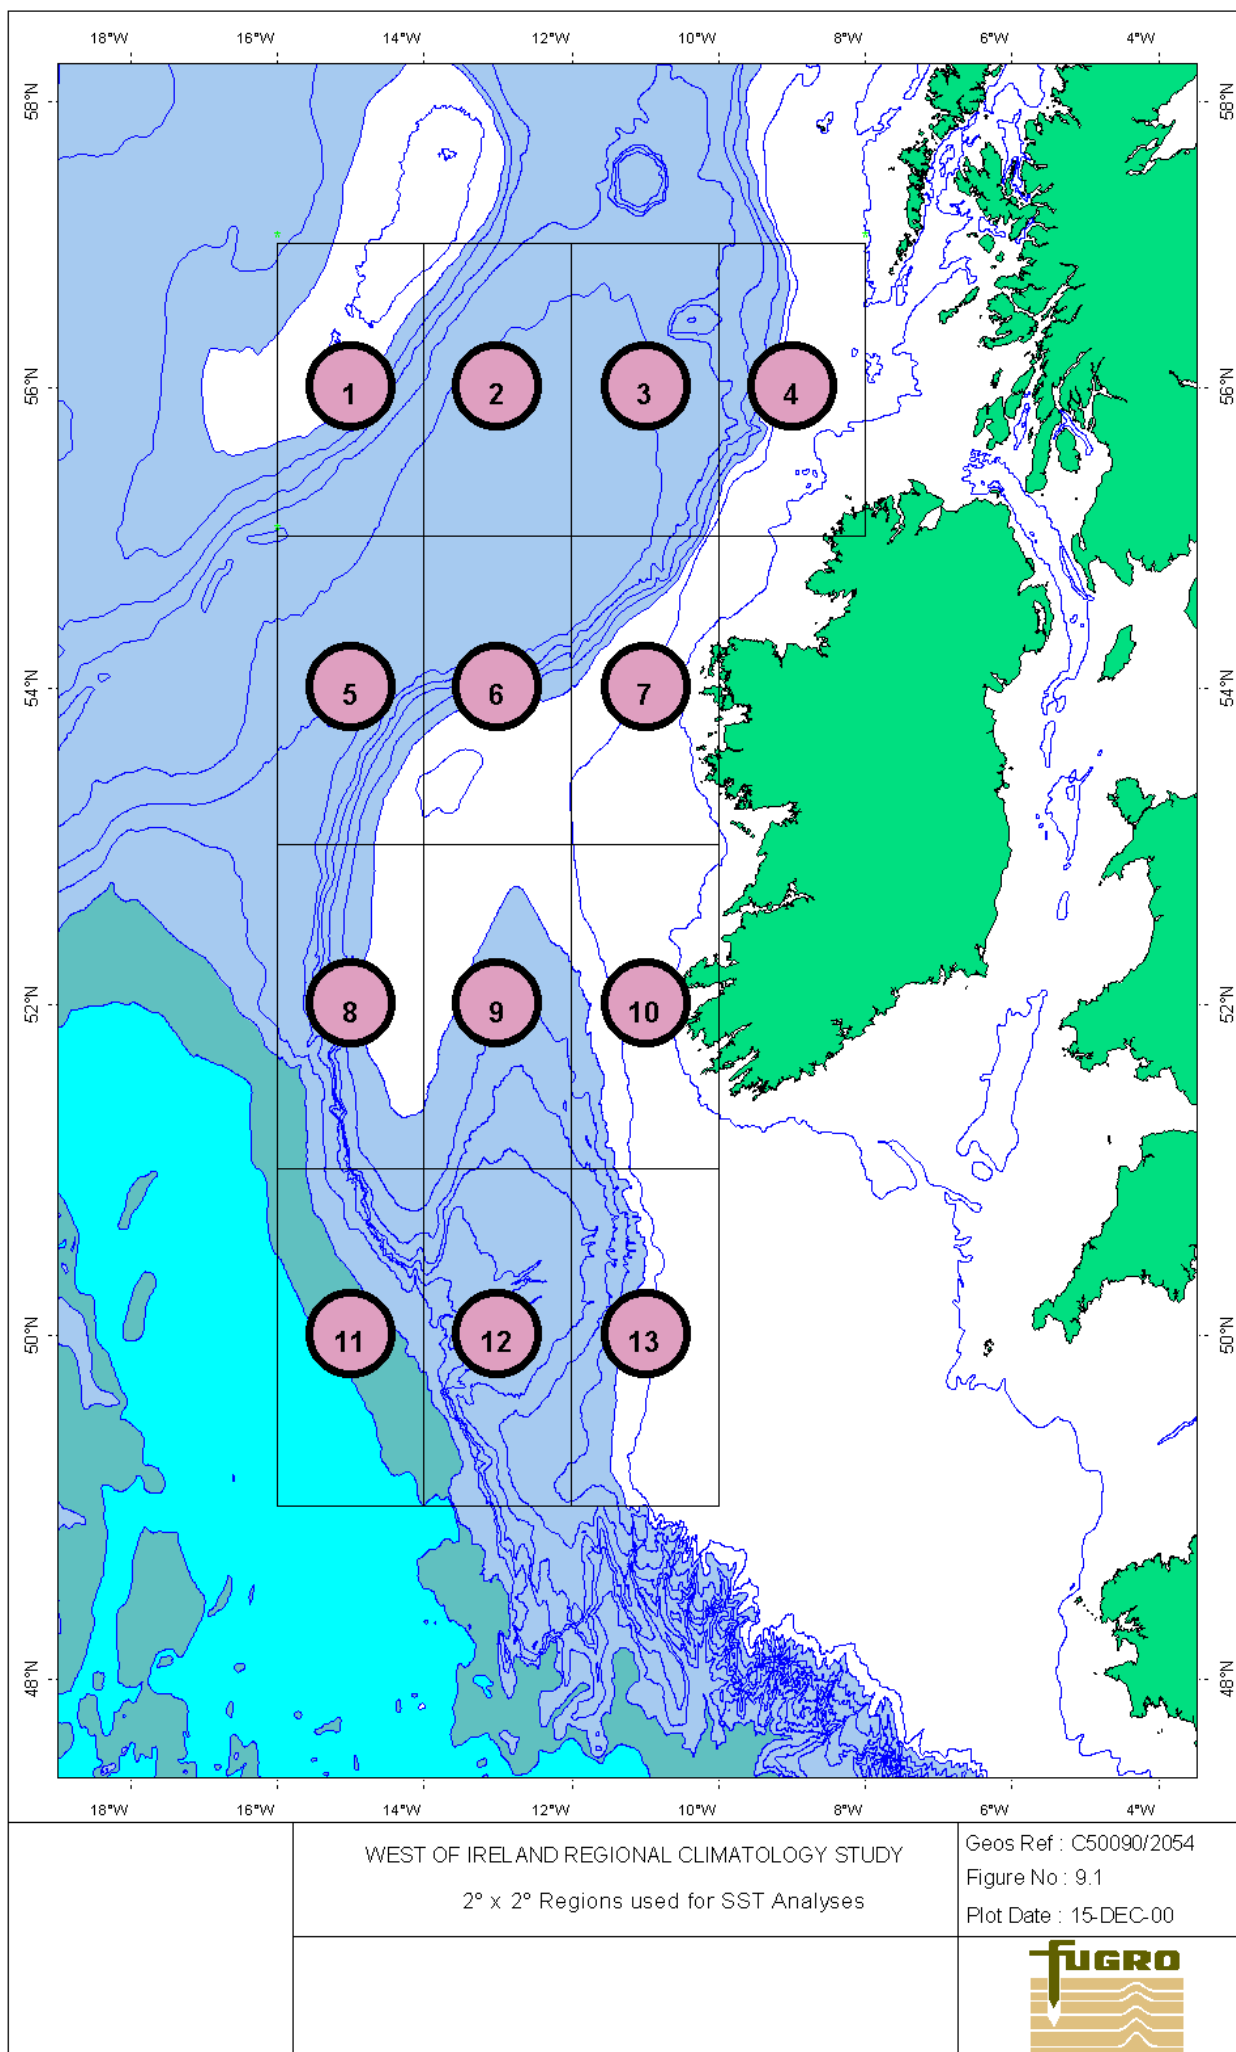 18°W 16°W 14°W 12°W 10°W 8°W 6°W 4°W
58°N 58°N
56°N 56°N
1 2 3 4
54°N 54°N
5 6 7
52°N 52°N
8 9 10
50°N 50°N
11 12 13
48°N 48°N
18°W 16°W 14°W 12°W 10°W 8°W 6°W 4°W
WEST OF IRELAND REGIONAL CLIMATOLOGY STUDY
2° x 2° Regions used for SST Analyses
Geos Ref : C50090/2054
Figure No : 9.1
Plot Date : 15-DEC-00
fUGRO